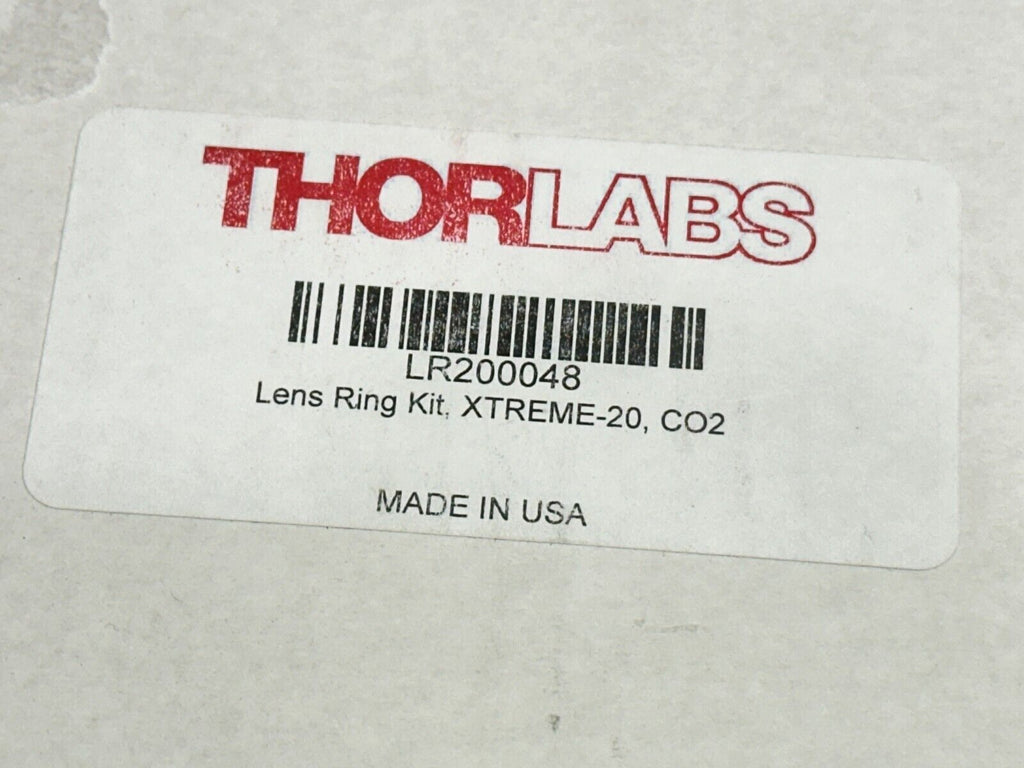 THORLABS
LR200048
Lens Ring Kit, XTREME-20, CO2
MADE IN USA